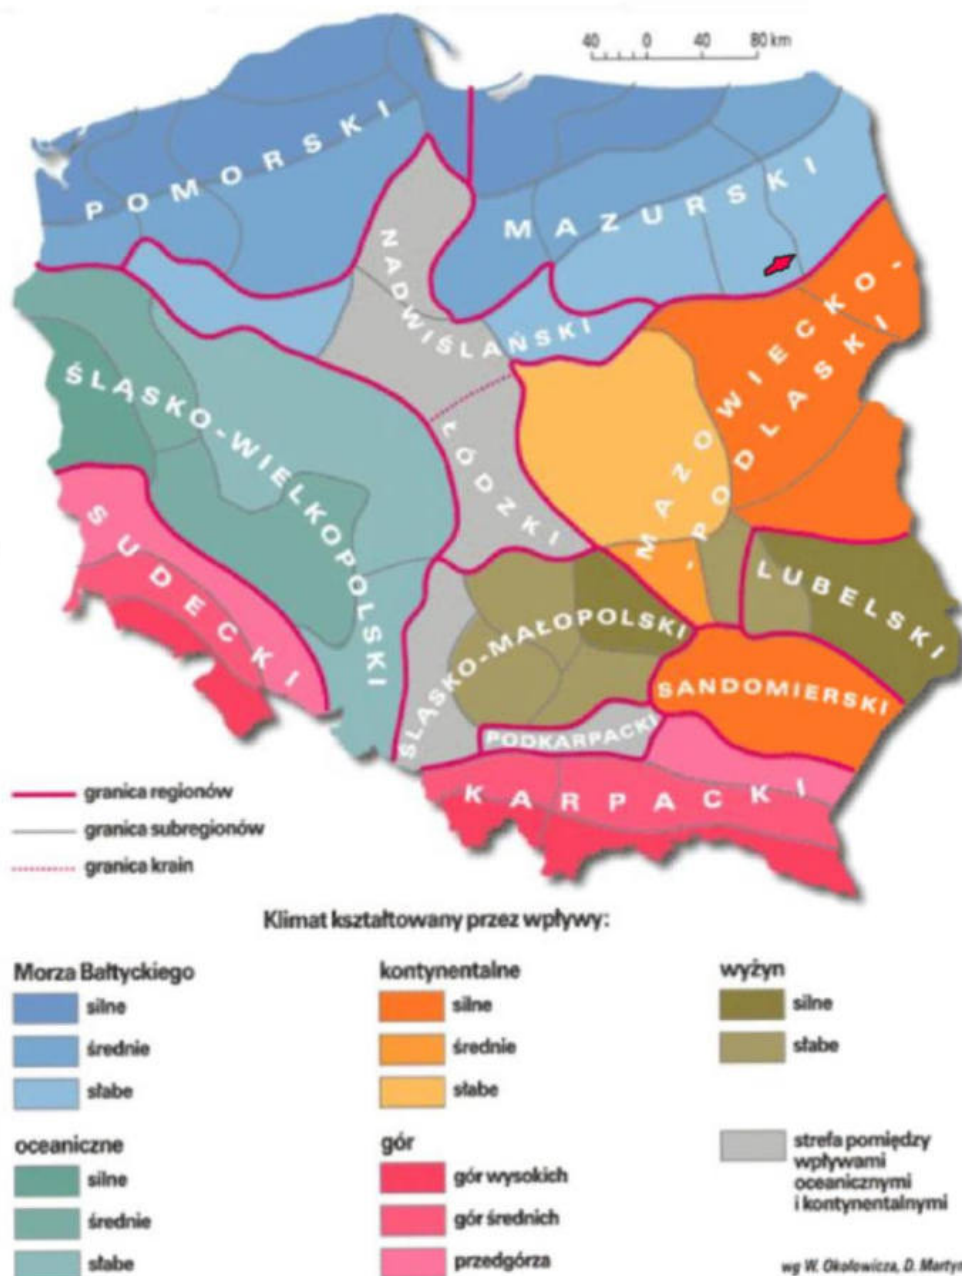 40 0 40 80 km
POMORSKI
MAZURSKI
NADWIŚLAŃSKI
MAZOWIECKO-
-PODLASKI
ŚLĄSKO-WIELKOPOLSKI
ŁÓDZKI
SUDECKI
LUBELSKI
ŚLĄSKO-MAŁOPOLSKI
SANDOMIERSKI
PODKARPACKI
KARPACKI
granica regionów
granica subregionów
granica krain
Klimat kształtowany przez wpływy:
Morza Bałtyckiego
silne
średnie
słabe
kontynentalne
silne
średnie
słabe
wyżyn
silne
słabe
oceaniczne
silne
średnie
słabe
gór
gór wysokich
gór średnich
przedgórza
strefa pomiędzy
wpływami
oceanicznymi
i kontynentalnymi
wg W. Okołowicza, D. Martyn